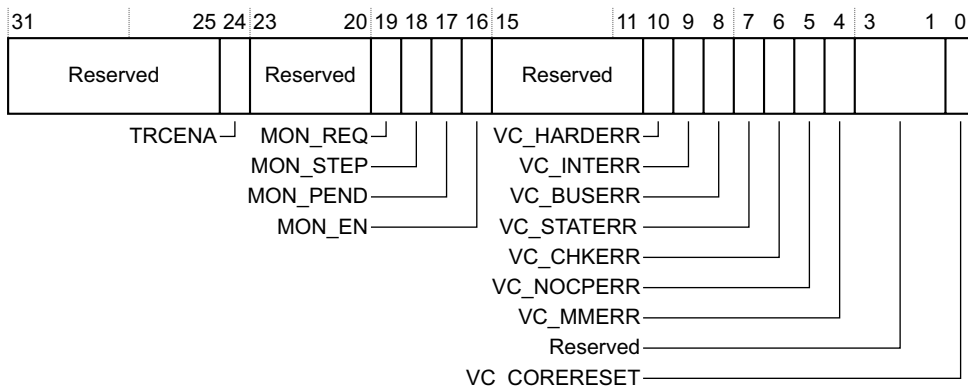 31 25 24 23 20 19 18 17 16 15 11 10 9 8 7 6 5 4 3 1 0
Reserved Reserved Reserved
TRCENA MON_REQ VC_HARDERR
MON_STEP VC_INTERR
MON_PEND VC_BUSERR
MON_EN VC_STATERR
VC_CHKERR
VC_NOCPERR
VC_MMERR
Reserved
VC_CORERESET